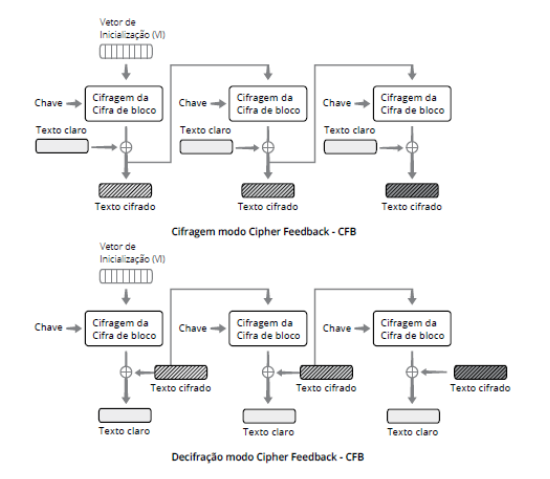 Vetor de
Inicialização (VI)
Chave
Cifragem da
Cifra de bloco
Chave
Cifragem da
Cifra de bloco
Chave
Cifragem da
Cifra de bloco
Texto claro
Texto claro
Texto claro
Texto cifrado
Texto cifrado
Texto cifrado
Cifragem modo Cipher Feedback - CFB
Vetor de
Inicialização (VI)
Chave
Cifragem da
Cifra de bloco
Chave
Cifragem da
Cifra de bloco
Chave
Cifragem da
Cifra de bloco
Texto cifrado
Texto cifrado
Texto cifrado
Texto claro
Texto claro
Texto claro
Decifração modo Cipher Feedback - CFB